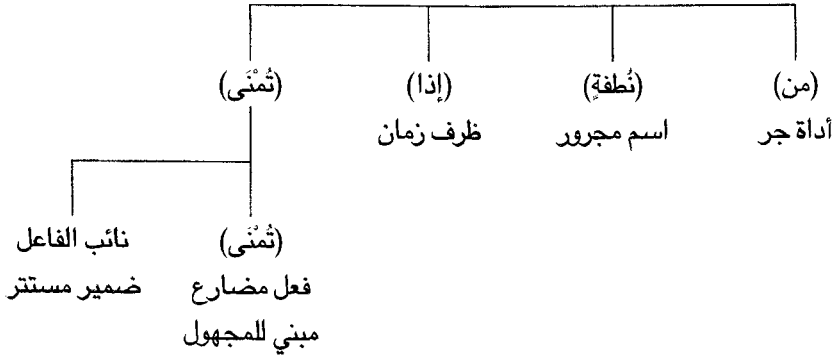 (من) (نُطفةٍ) (إذا) (تُمْنَى)
أداة جر اسم مجرور ظرف زمان
(تُمْنَى) نائب الفاعل
فعل مضارع ضمير مستتر
مبني للمجهول